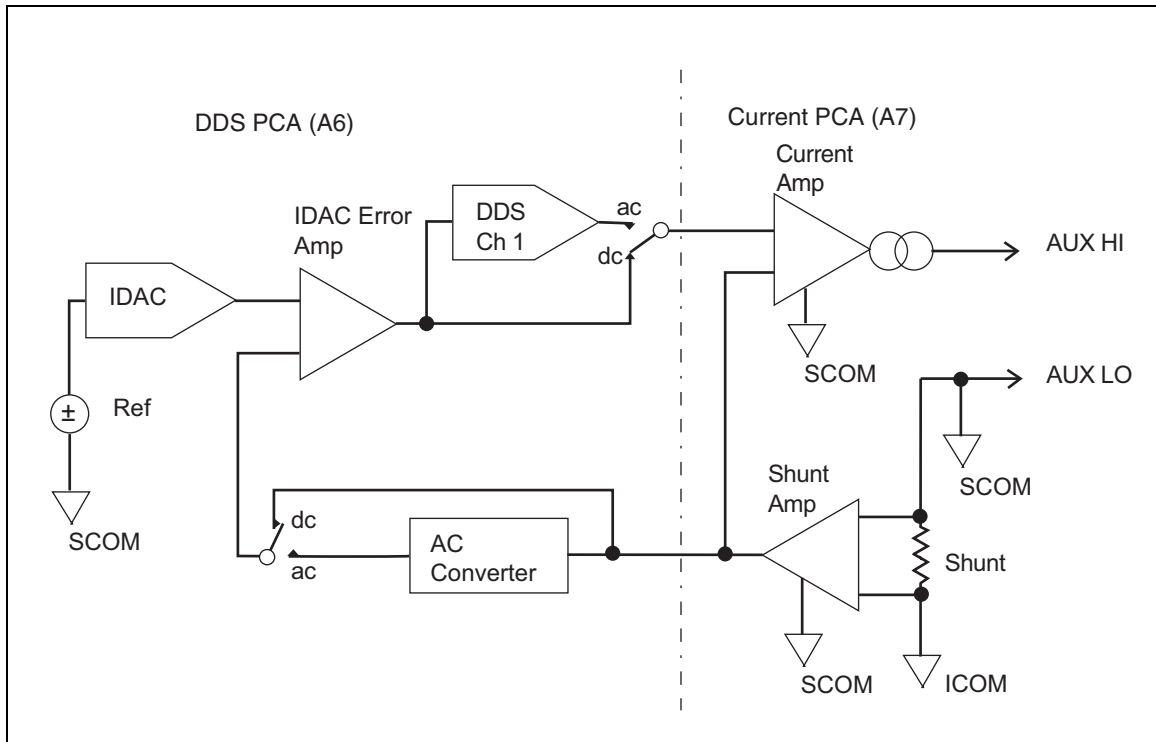 DDS PCA (A6)
Current PCA (A7)
Current
Amp
IDAC Error
Amp
DDS
Ch 1
ac
dc
AUX HI
IDAC
SCOM
AUX LO
±
Ref
Shunt
Amp
SCOM
SCOM
dc
ac
AC
Converter
Shunt
SCOM
ICOM